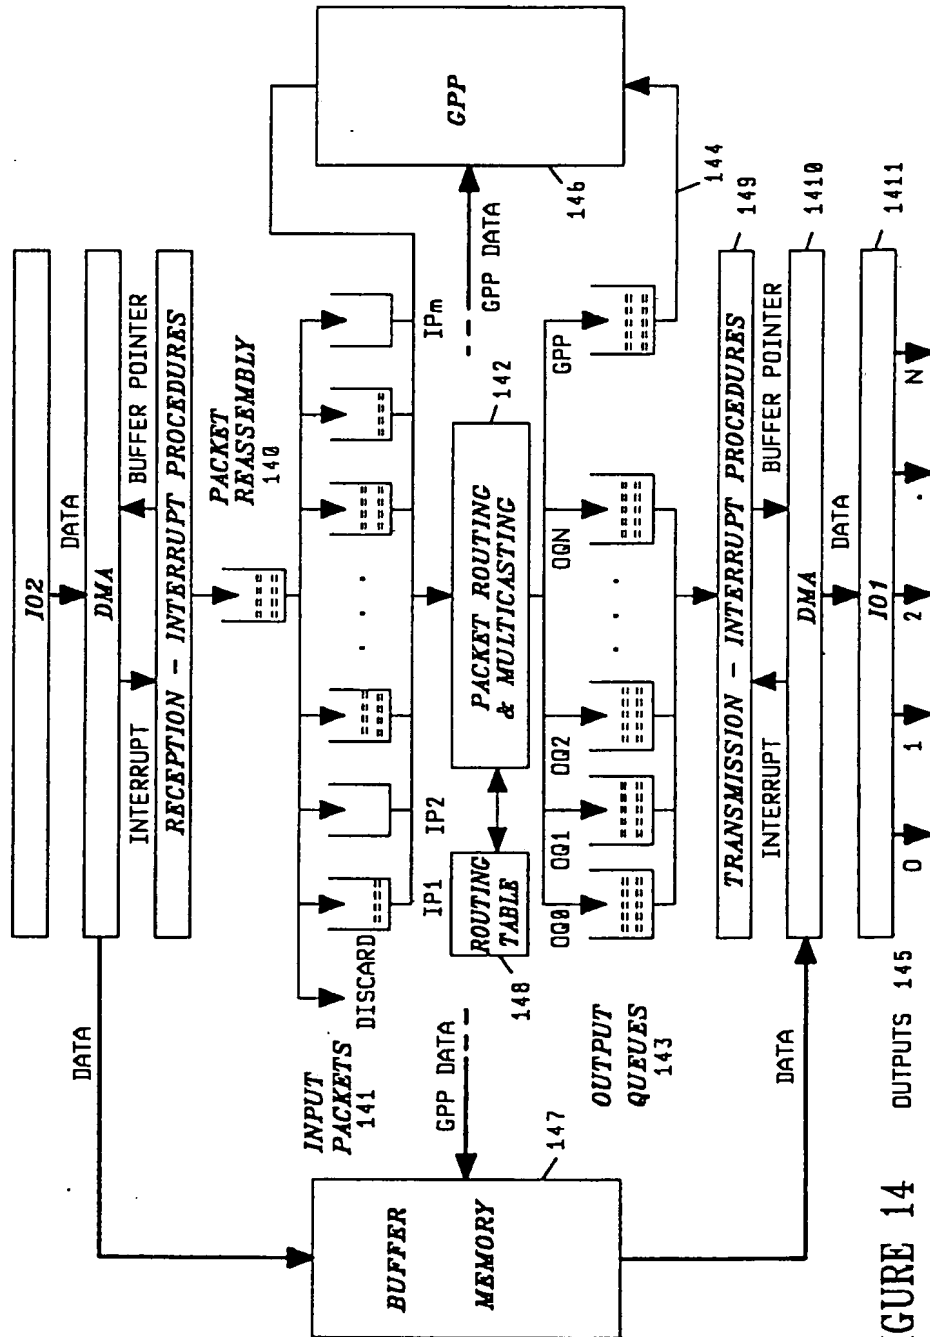 IO2
DATA
DMA
INTERRUPT
BUFFER POINTER
RECEPTION - INTERRUPT PROCEDURES
DATA
PACKET
REASSEMBLY
140
INPUT
PACKETS
141
DISCARD
IP1
IP2
IPm
GPP
146
GPP DATA
GPP DATA
BUFFER
MEMORY
147
ROUTING
TABLE
148
PACKET ROUTING
& MULTICASTING
142
OUTPUT
QUEUES
143
OQ0
OQ1
OQ2
OQN
GPP
144
TRANSMISSION - INTERRUPT PROCEDURES
149
INTERRUPT
BUFFER POINTER
DATA
DMA
1410
DATA
IO1
1411
OUTPUTS 145
0
1
2
.
N
IGURE 14